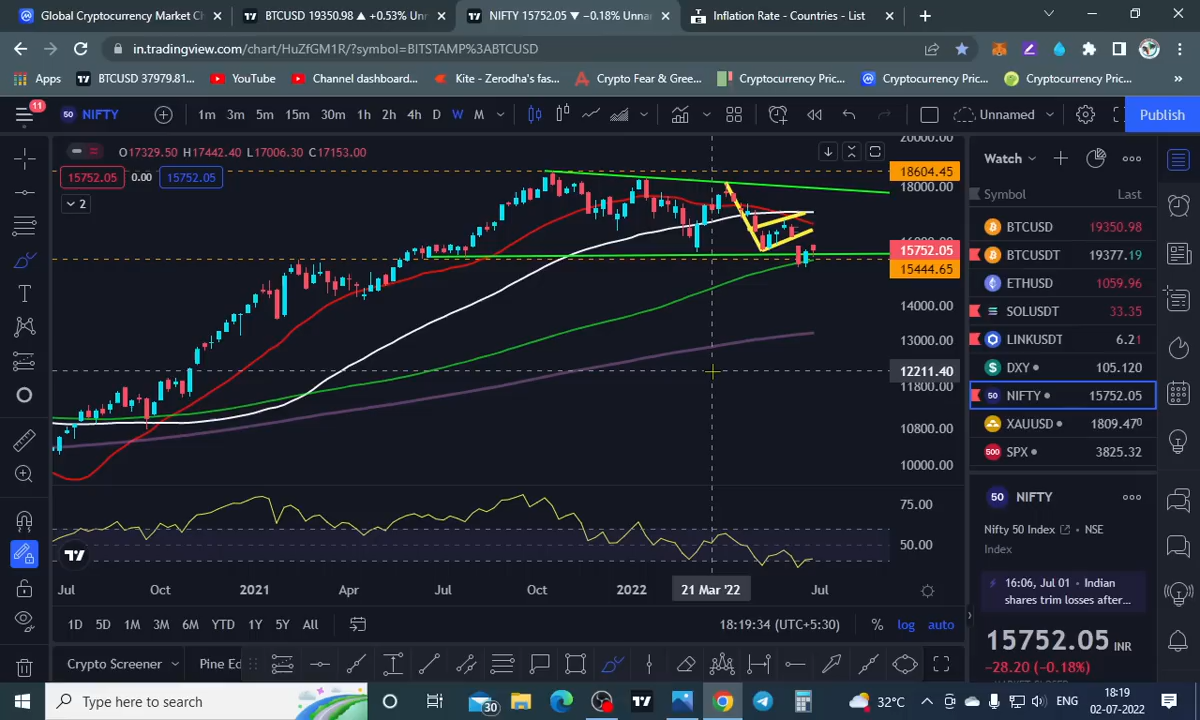 Global Cryptocurrency Market Ch
BTCUSD 19350.98 ▲ +0.53% Unn
NIFTY 15752.05 ▼ −0.18% Unna
Inflation Rate - Countries - List
in.tradingview.com/chart/HuZfGM1R/?symbol=BITSTAMP%3ABTCUSD
Apps
BTCUSD 37979.81...
YouTube
Channel dashboard...
Kite - Zerodha's fas...
Crypto Fear & Gree...
Cryptocurrency Pric...
Cryptocurrency Pric...
Cryptocurrency Pric...
11
50 NIFTY
1m 3m 5m 15m 30m 1h 2h 4h D W M
Unnamed
Publish
O17329.50 H17442.40 L17006.30 C17153.00
15752.05 0.00 15752.05
2
20000.00
18604.45
18000.00
15752.05
15444.65
14000.00
13000.00
12211.40
11800.00
10800.00
10000.00
75.00
50.00
Jul Oct 2021 Apr Jul Oct 2022 21 Mar '22 Jul
1D 5D 1M 3M 6M YTD 1Y 5Y All
18:19:34 (UTC+5:30) % log auto
Crypto Screener Pine Ed
Watch
Symbol Last
BTCUSD 19350.98
BTCUSDT 19377.19
ETHUSD 1059.96
SOLUSDT 33.35
LINKUSDT 6.21
DXY 105.120
50 NIFTY 15752.05
XAUUSD 1809.470
500 SPX 3825.32
50 NIFTY
Nifty 50 Index NSE
Index
16:06, Jul 01 • Indian
shares trim losses after...
15752.05 INR
−28.20 (−0.18%)
Type here to search
30
32°C
ENG
18:19
02-07-2022